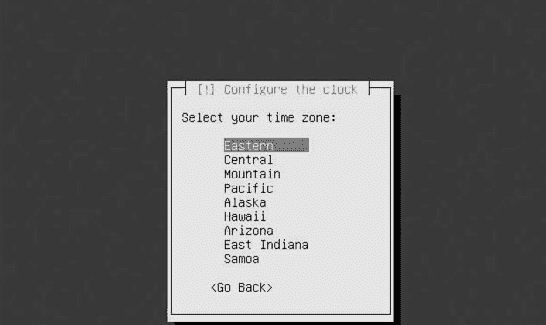 [!] Configure the clock
Select your time zone:
Eastern
Central
Mountain
Pacific
Alaska
Hawaii
Arizona
East Indiana
Samoa
<Go Back>